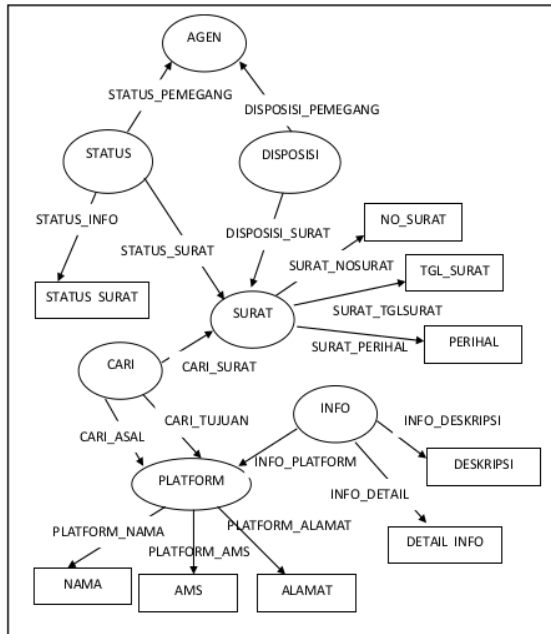 AGEN
STATUS_PEMEGANG
DISPOSISI_PEMEGANG
STATUS
DISPOSISI
STATUS_INFO
NO_SURAT
DISPOSISI_SURAT
STATUS_SURAT
SURAT_NOSURAT
TGL_SURAT
STATUS SURAT
SURAT
SURAT_TGLSURAT
SURAT_PERIHAL
PERIHAL
CARI
CARI_SURAT
INFO
CARI_TUJUAN
INFO_DESKRIPSI
CARI_ASAL
INFO_PLATFORM
DESKRIPSI
PLATFORM
INFO_DETAIL
PLATFORM_NAMA
PLATFORM_ALAMAT
PLATFORM_AMS
DETAIL INFO
NAMA
AMS
ALAMAT